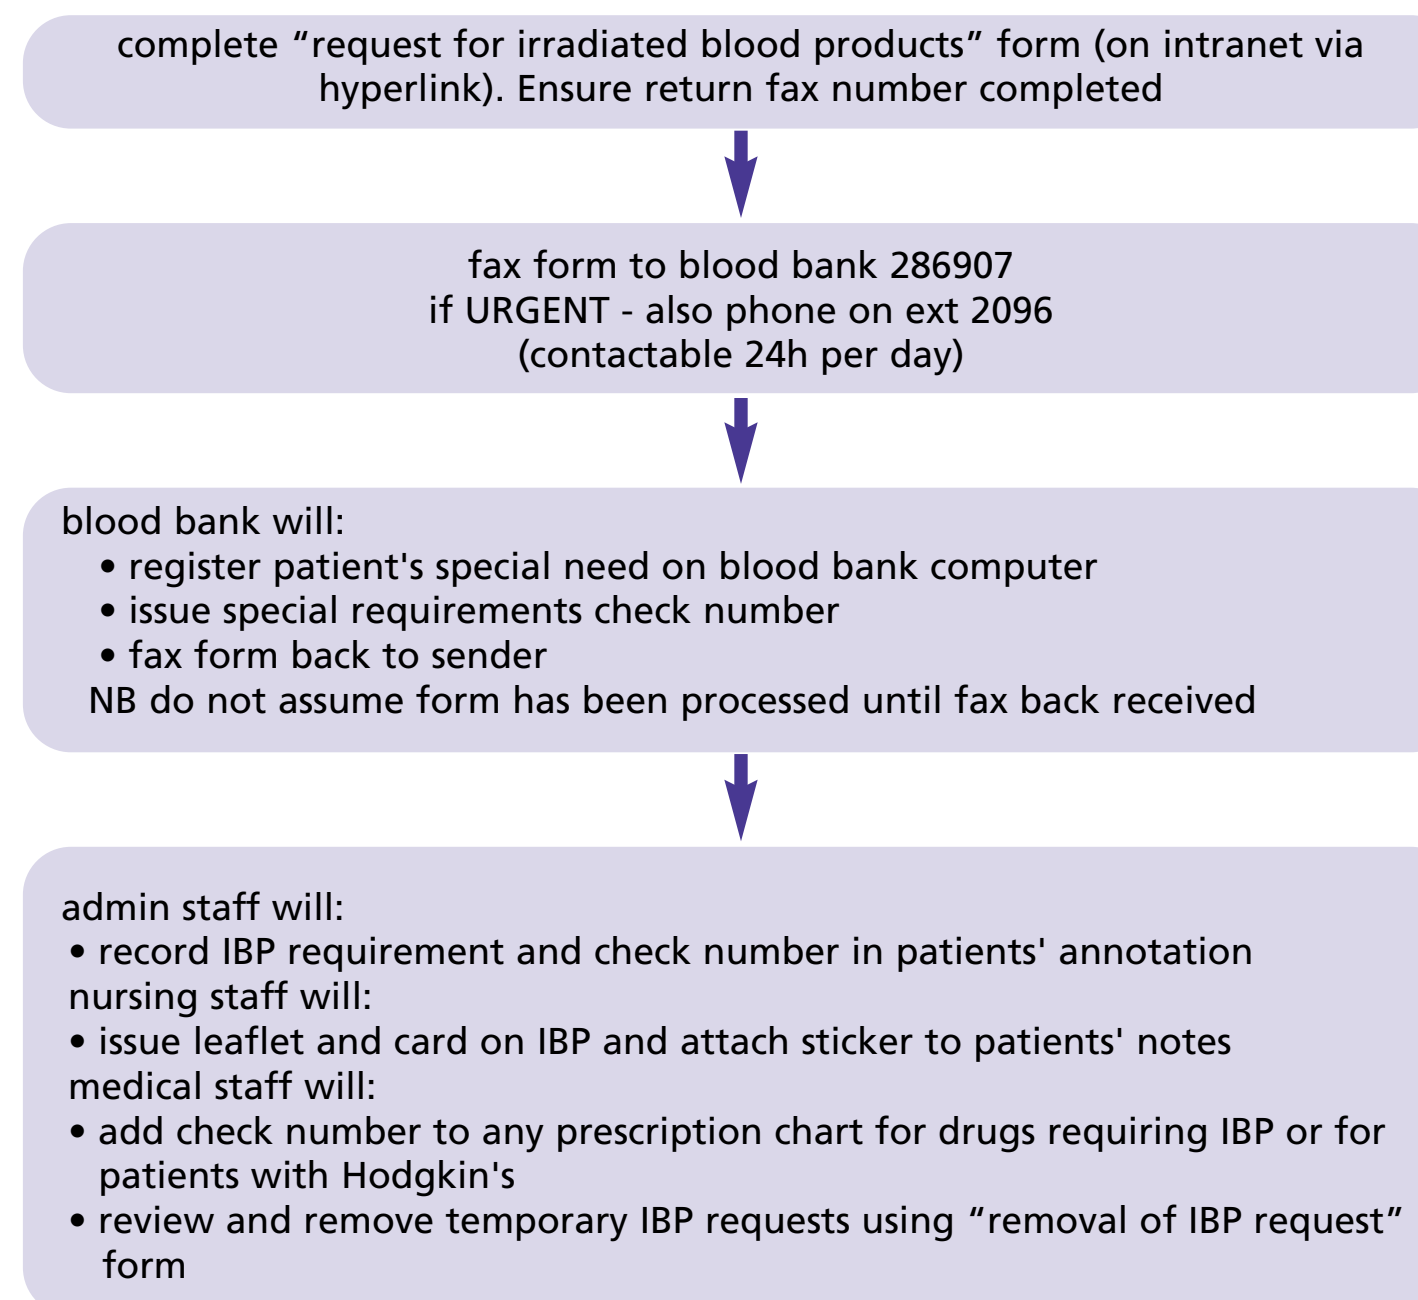 complete “request for irradiated blood products” form (on intranet via
hyperlink). Ensure return fax number completed
fax form to blood bank 286907
if URGENT - also phone on ext 2096
(contactable 24h per day)
blood bank will:
• register patient's special need on blood bank computer
• issue special requirements check number
• fax form back to sender
NB do not assume form has been processed until fax back received
admin staff will:
• record IBP requirement and check number in patients' annotation
nursing staff will:
• issue leaflet and card on IBP and attach sticker to patients' notes
medical staff will:
• add check number to any prescription chart for drugs requiring IBP or for
patients with Hodgkin's
• review and remove temporary IBP requests using “removal of IBP request”
form